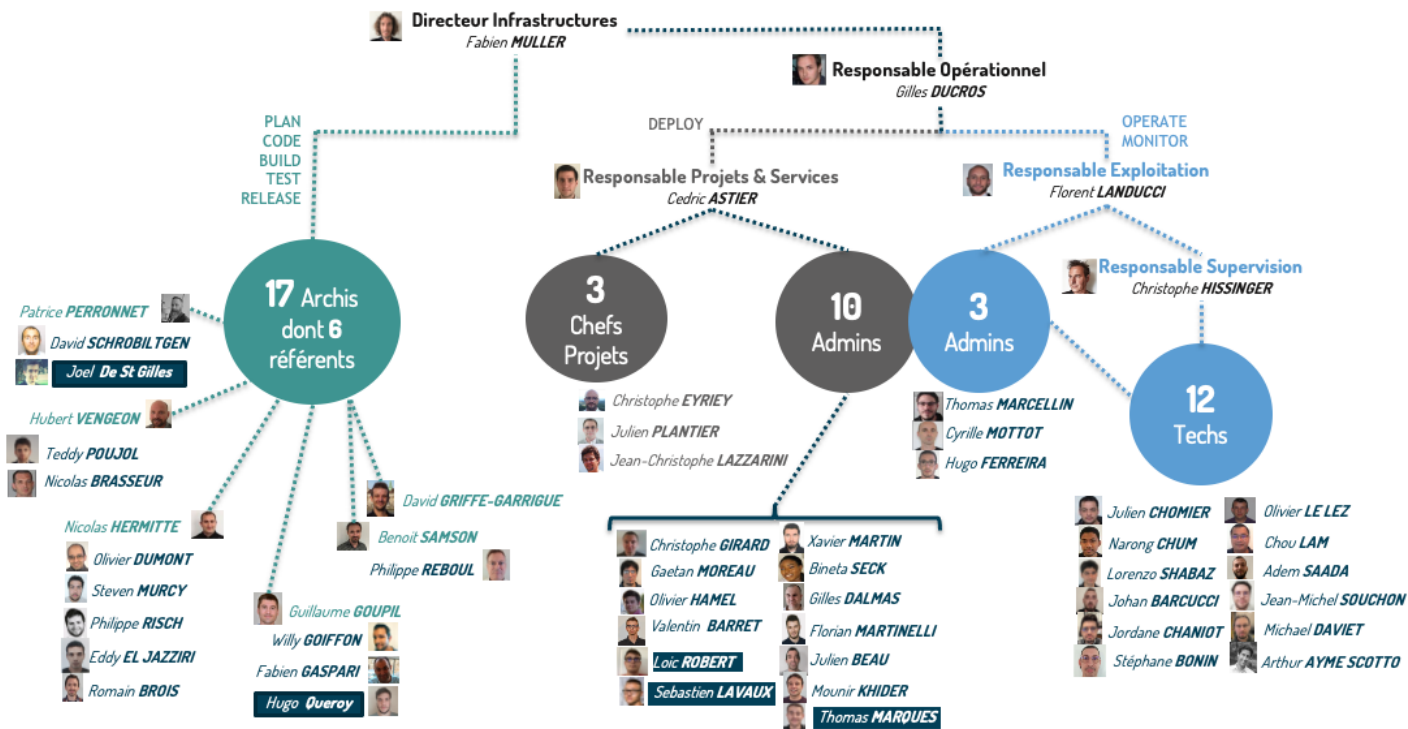 Directeur Infrastructures
Fabien MULLER
Responsable Opérationnel
Gilles DUCROS
PLAN
CODE
BUILD
TEST
RELEASE
DEPLOY
OPERATE
MONITOR
Responsable Projets & Services
Cedric ASTIER
Responsable Exploitation
Florent LANDUCCI
Responsable Supervision
Christophe HISSINGER
17 Archis
dont 6
référents
3
Chefs
Projets
10
Admins
3
Admins
12
Techs
Patrice PERRONNET
David SCHROBILTGEN
Joel De St Gilles
Hubert VENGEON
Teddy POUJOL
Nicolas BRASSEUR
Nicolas HERMITTE
Olivier DUMONT
Steven MURCY
Philippe RISCH
Eddy EL JAZZIRI
Romain BROIS
David GRIFFE-GARRIGUE
Benoit SAMSON
Philippe REBOUL
Guillaume GOUPIL
Willy GOIFFON
Fabien GASPARI
Hugo Queroy
Christophe EYRIEY
Julien PLANTIER
Jean-Christophe LAZZARINI
Christophe GIRARD
Gaetan MOREAU
Olivier HAMEL
Valentin BARRET
Loic ROBERT
Sebastien LAVAUX
Xavier MARTIN
Bineta SECK
Gilles DALMAS
Florian MARTINELLI
Julien BEAU
Mounir KHIDER
Thomas MARQUES
Thomas MARCELLIN
Cyrille MOTTOT
Hugo FERREIRA
Julien CHOMIER
Narong CHUM
Lorenzo SHABAZ
Johan BARCUCCI
Jordane CHANIOT
Stéphane BONIN
Olivier LE LEZ
Chou LAM
Adem SAADA
Jean-Michel SOUCHON
Michael DAVIET
Arthur AYME SCOTTO